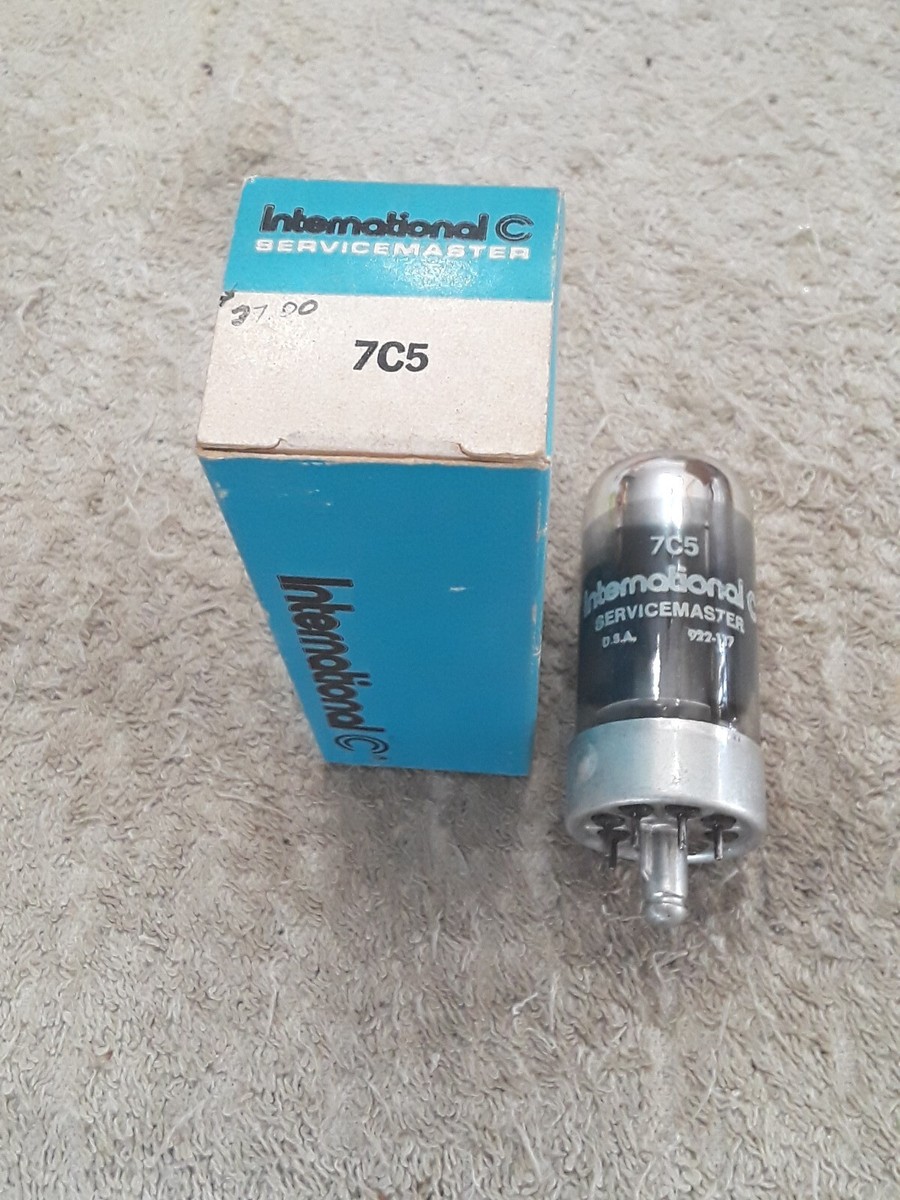 International C
SERVICEMASTER
7C5
International C
7C5
International C
SERVICEMASTER
U.S.A.